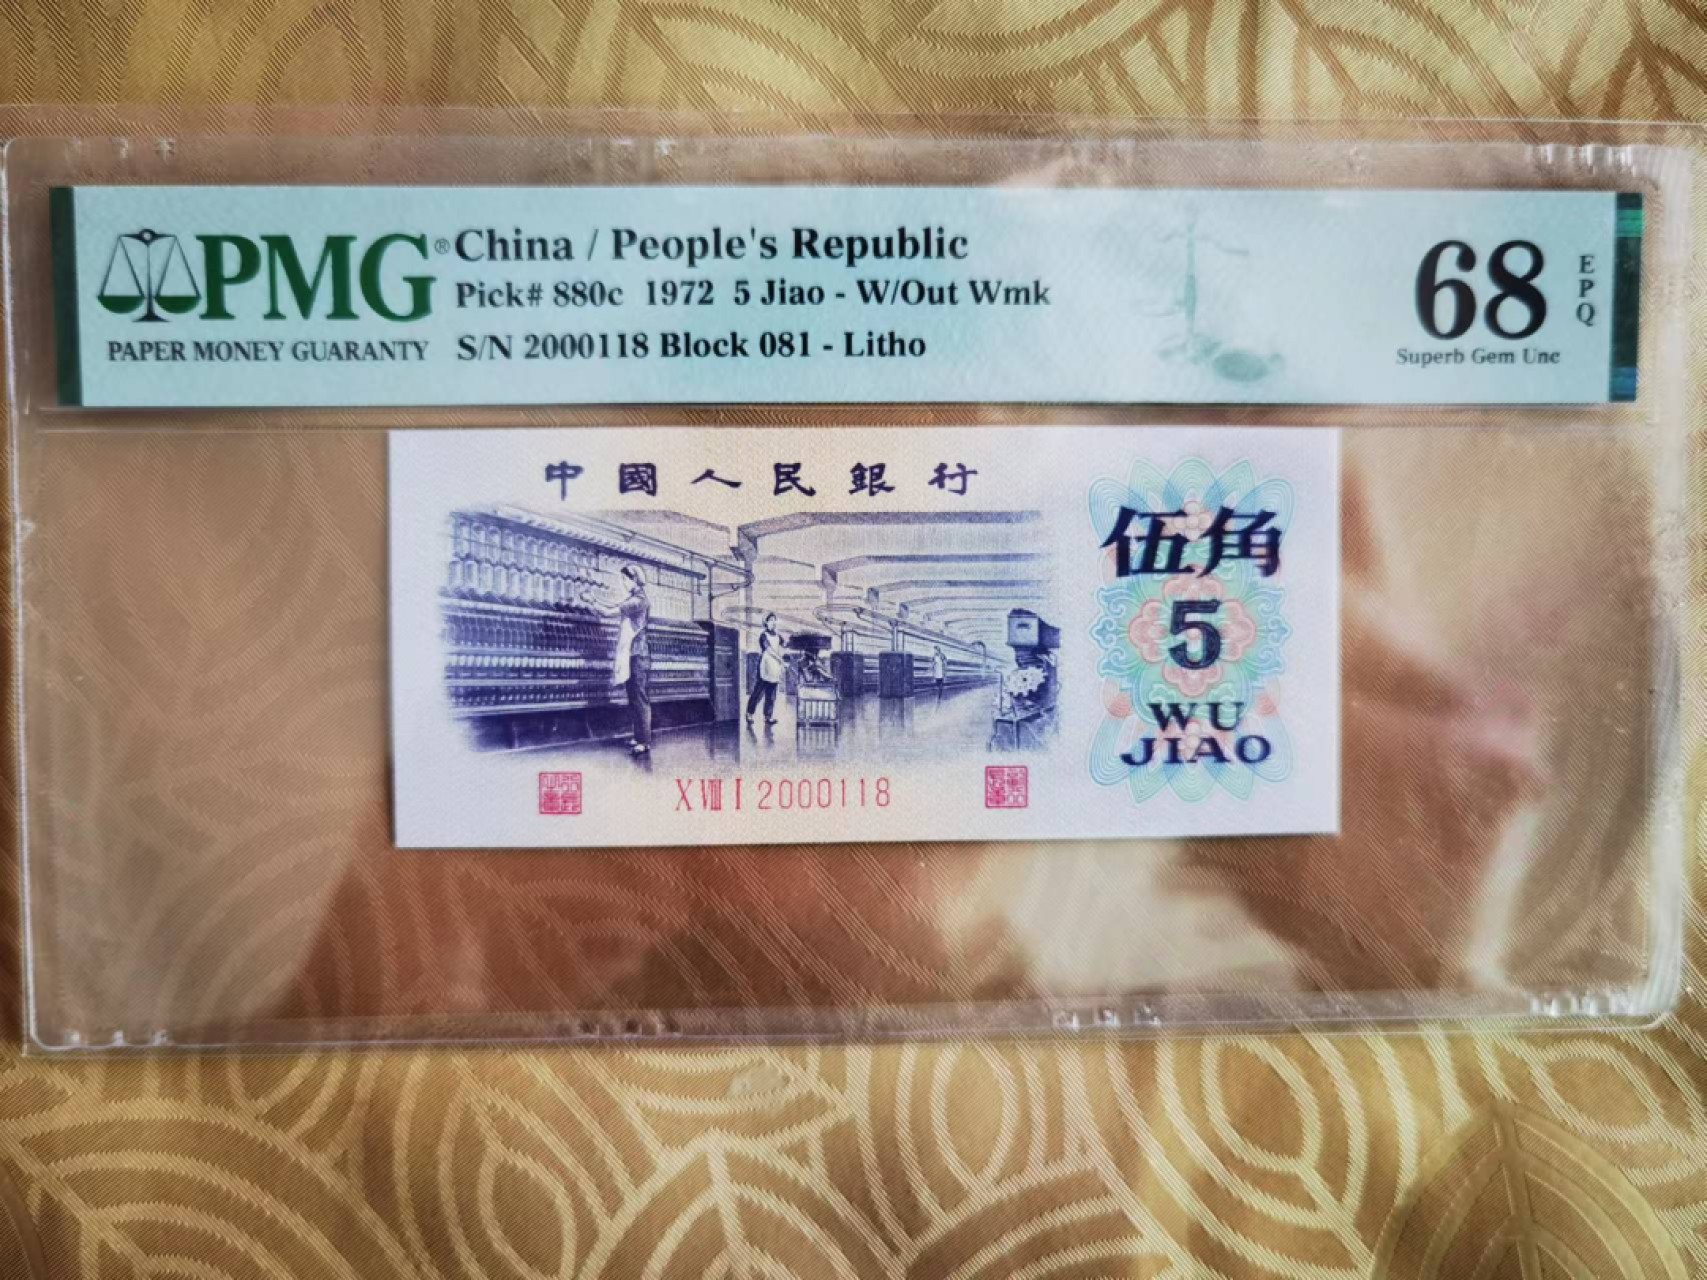 PMG®
PAPER MONEY GUARANTY
China / People's Republic
Pick# 880c 1972 5 Jiao - W/Out Wmk
S/N 2000118 Block 081 - Litho
68
EPQ
Superb Gem Unc
中國人民銀行
伍角
5
WU
JIAO
X VIII I 2000118